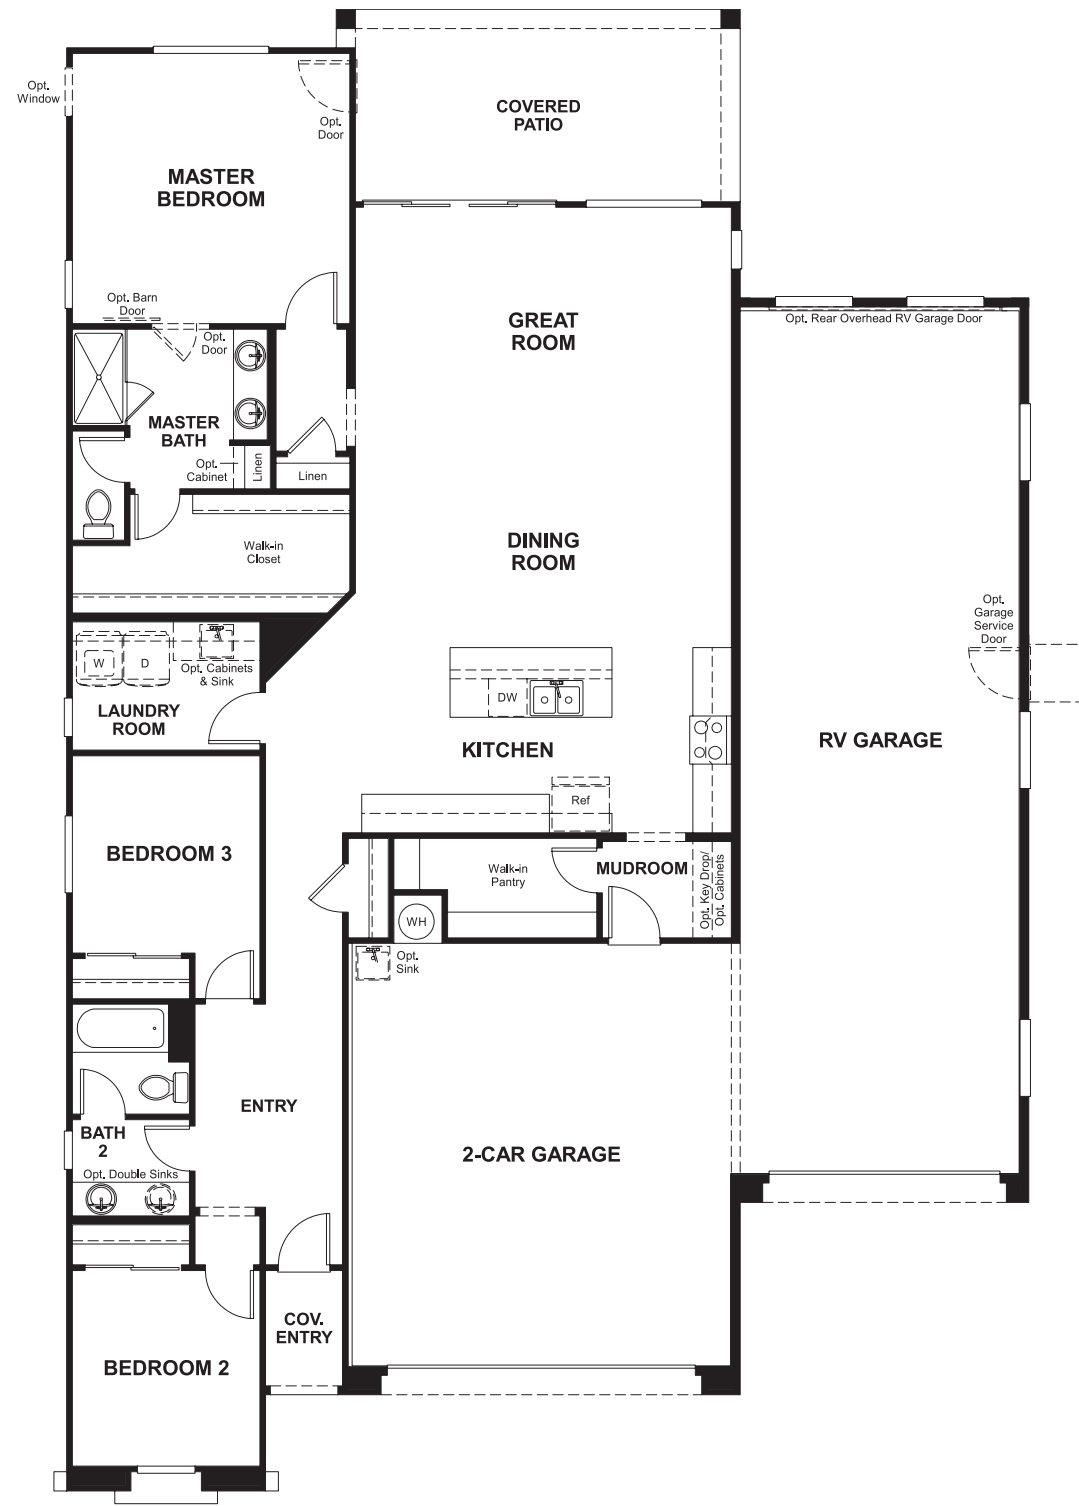 COVERED
PATIO
Opt.
Window
Opt.
Door
MASTER
BEDROOM
Opt. Barn
Door
Opt.
Door
GREAT
ROOM
Opt. Rear Overhead RV Garage Door
MASTER
BATH
Opt.
Cabinet
Linen
Linen
Walk-in
Closet
DINING
ROOM
Opt.
Garage
Service
Door
W
D
Opt. Cabinets
& Sink
LAUNDRY
ROOM
DW
KITCHEN
RV GARAGE
Ref
BEDROOM 3
Walk-in
Pantry
MUDROOM
Opt. Key Drop/
Opt. Cabinets
WH
Opt.
Sink
ENTRY
BATH
2
Opt. Double Sinks
2-CAR GARAGE
COV.
ENTRY
BEDROOM 2